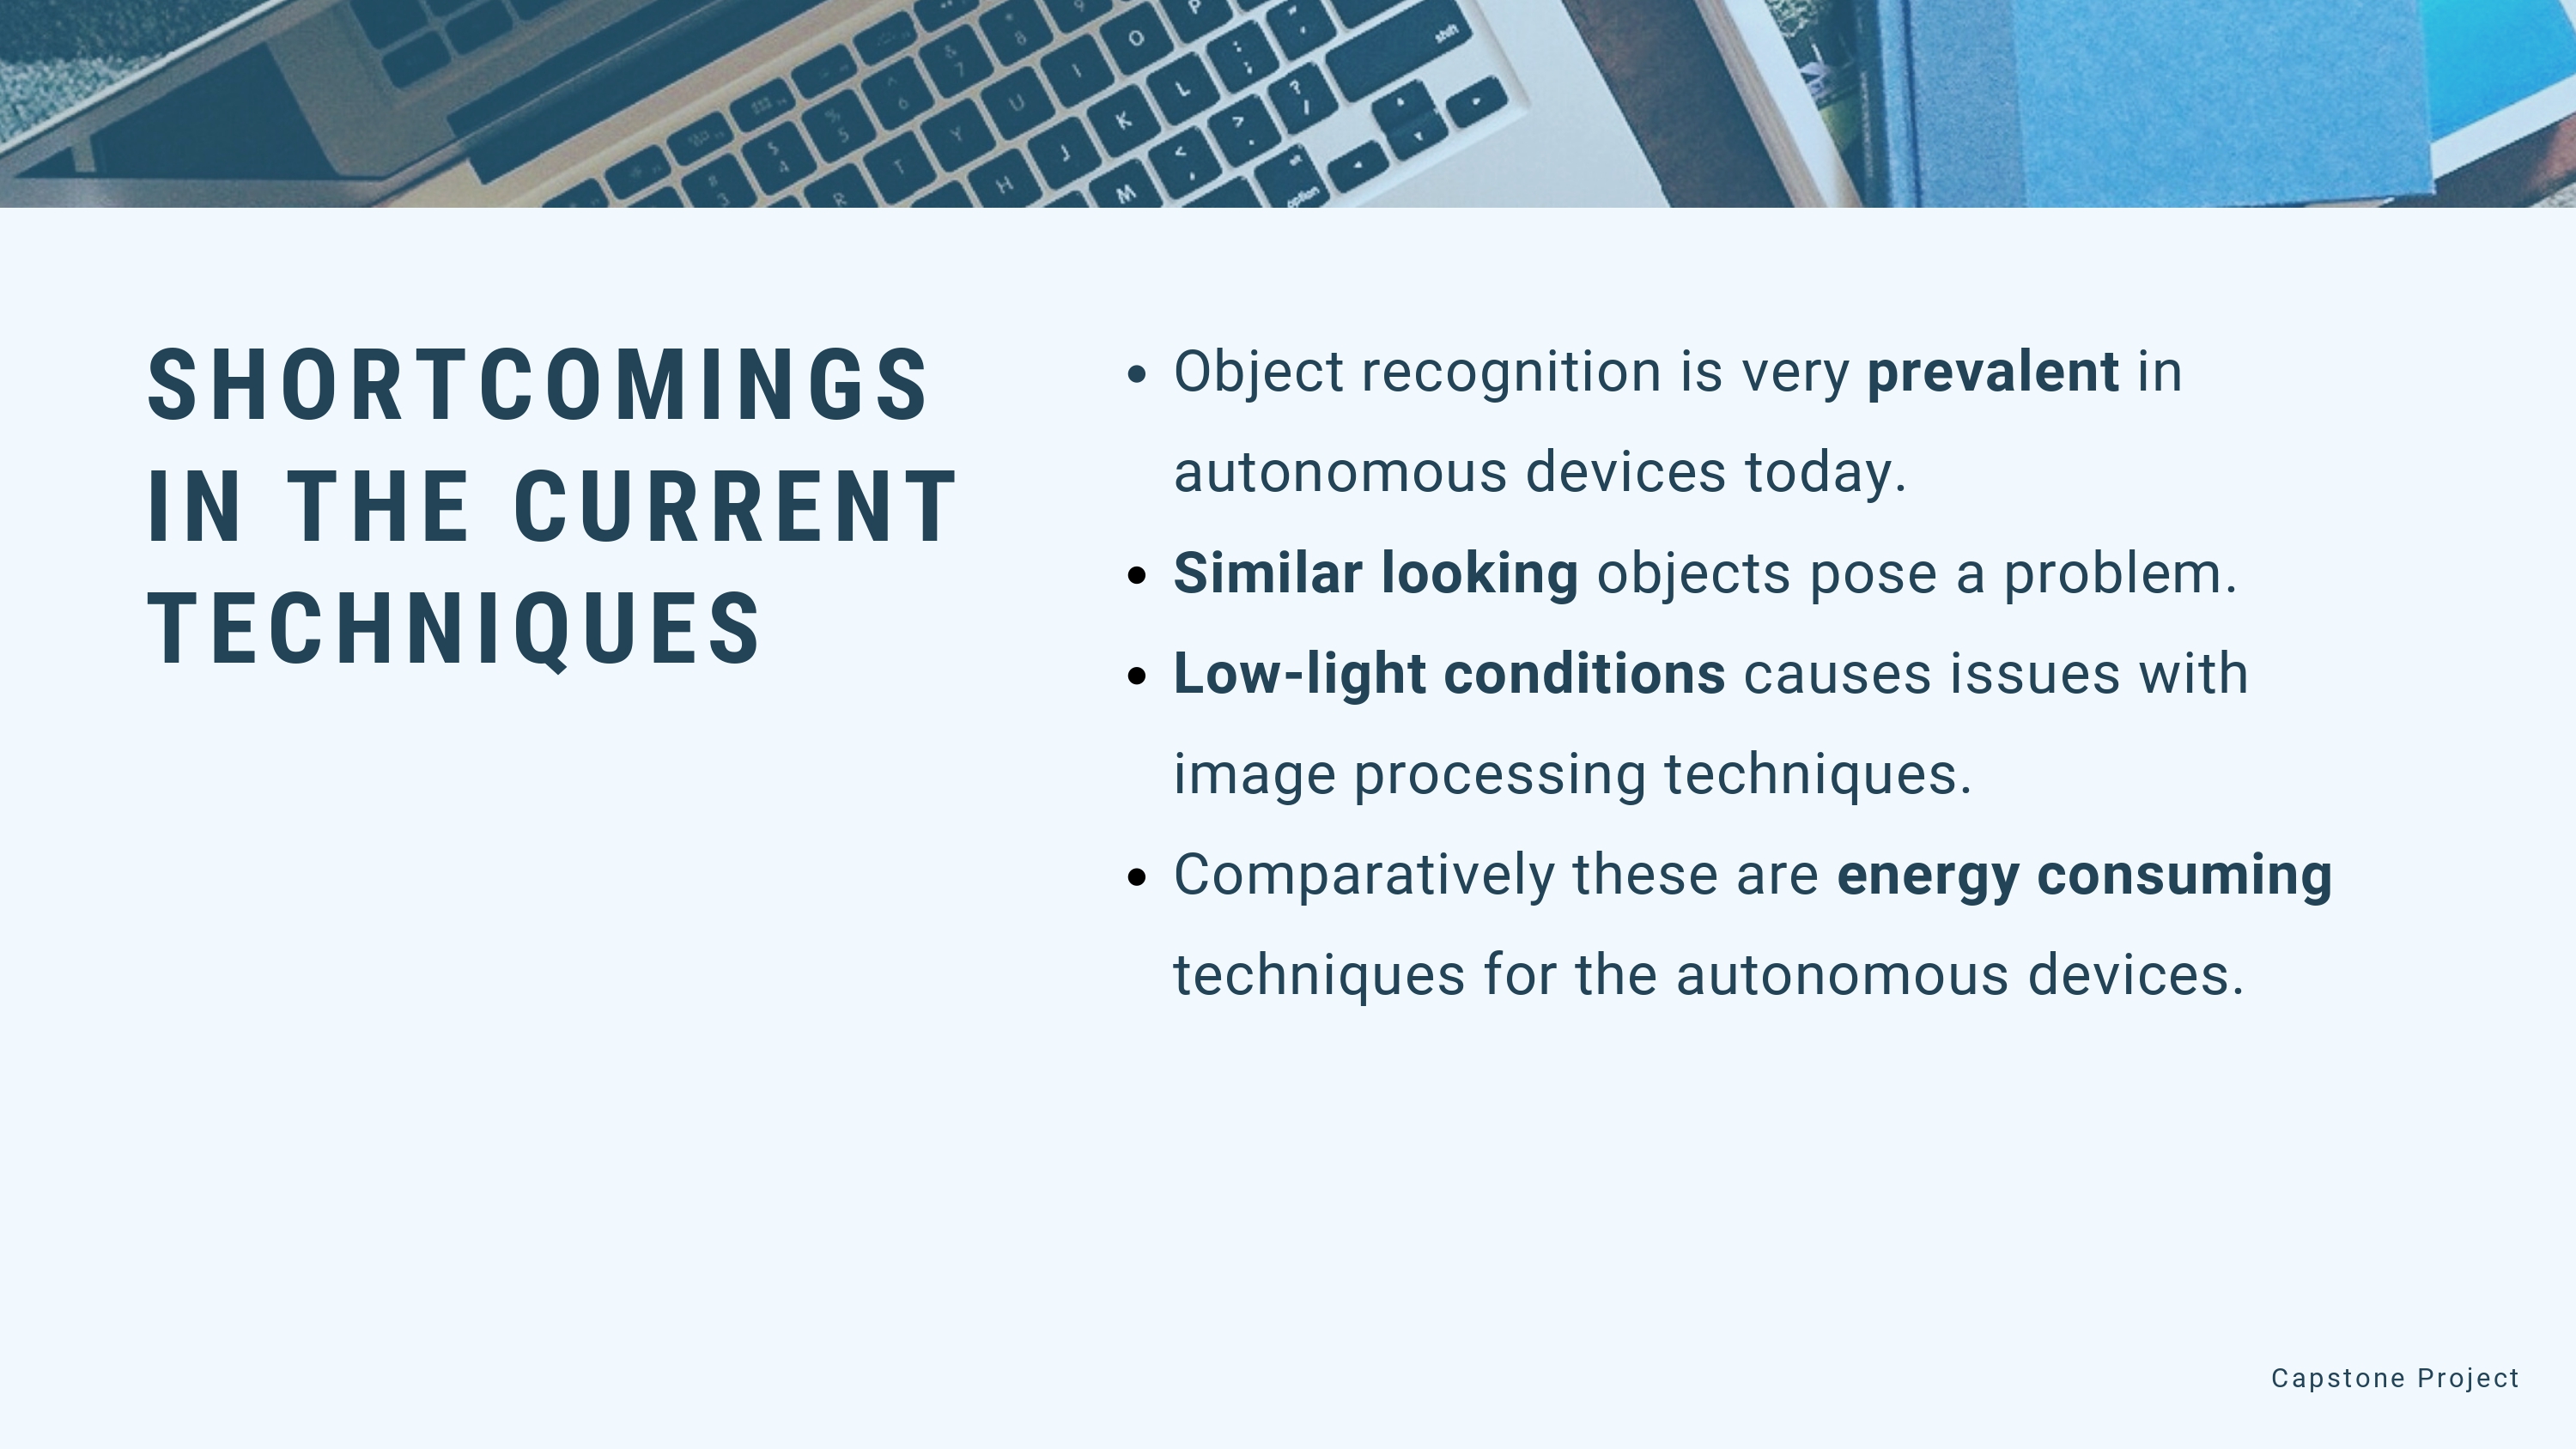 SHORTCOMINGS
IN THE CURRENT
TECHNIQUES
• Object recognition is very prevalent in
autonomous devices today.
• Similar looking objects pose a problem.
• Low-light conditions causes issues with
image processing techniques.
• Comparatively these are energy consuming
techniques for the autonomous devices.
Capstone Project